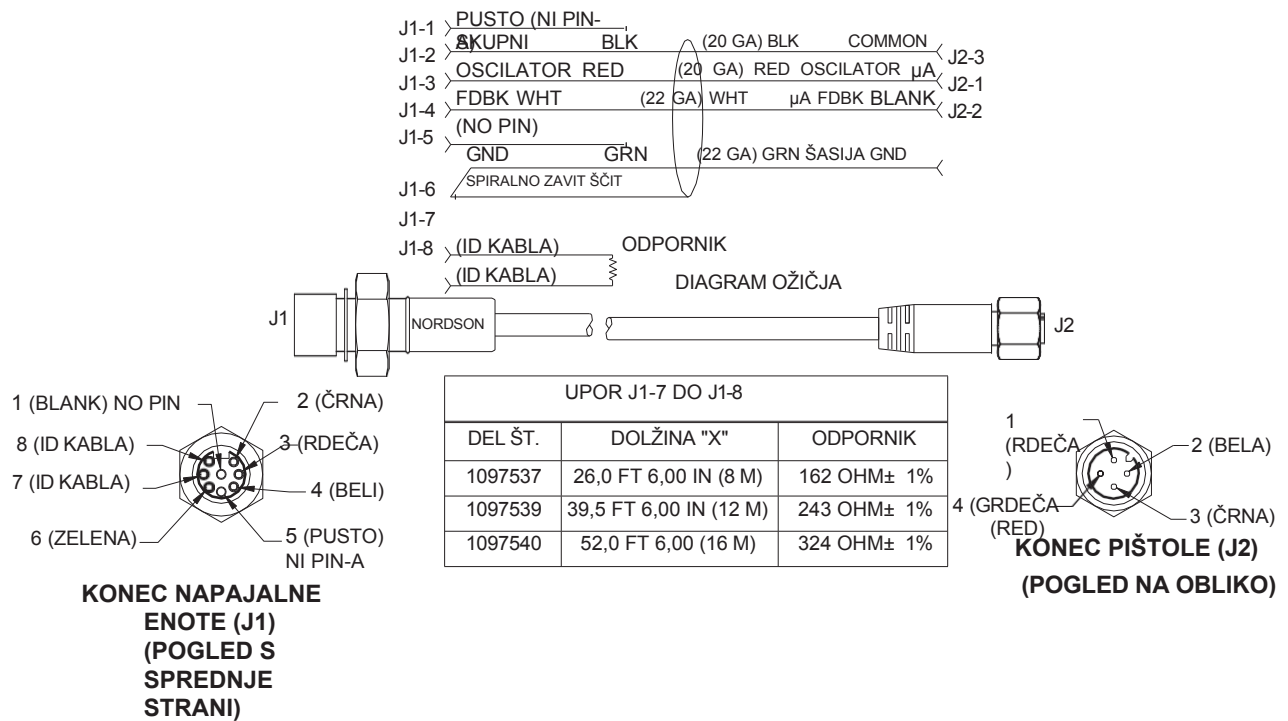 J1-1 PUSTO (NI PIN-A)
J1-2 SKUPNI BLK (20 GA) BLK COMMON J2-3
J1-3 OSCILATOR RED (20 GA) RED OSCILATOR µA J2-1
J1-4 FDBK WHT (22 GA) WHT µA FDBK BLANK J2-2
J1-5 (NO PIN)
GND GRN (22 GA) GRN ŠASIJA GND
J1-6 SPIRALNO ZAVIT ŠČIT
J1-7
J1-8 (ID KABLA) ODPORNIK
(ID KABLA)
DIAGRAM OŽIČJA
J1
NORDSON
J2
1 (BLANK) NO PIN
2 (ČRNA)
8 (ID KABLA)
3 (RDEČA)
7 (ID KABLA)
4 (BELI)
6 (ZELENA)
5 (PUSTO)
NI PIN-A
KONEC NAPAJALNE
ENOTE (J1)
(POGLED S
SPREDNJE
STRANI)
UPOR J1-7 DO J1-8
DEL ŠT. DOLŽINA "X" ODPORNIK
1097537 26,0 FT 6,00 IN (8 M) 162 OHM± 1%
1097539 39,5 FT 6,00 IN (12 M) 243 OHM± 1%
1097540 52,0 FT 6,00 (16 M) 324 OHM± 1%
1
(RDEČA
)
2 (BELA)
4 (GRDEČA
(RED)
3 (ČRNA)
KONEC PIŠTOLE (J2)
(POGLED NA OBLIKO)